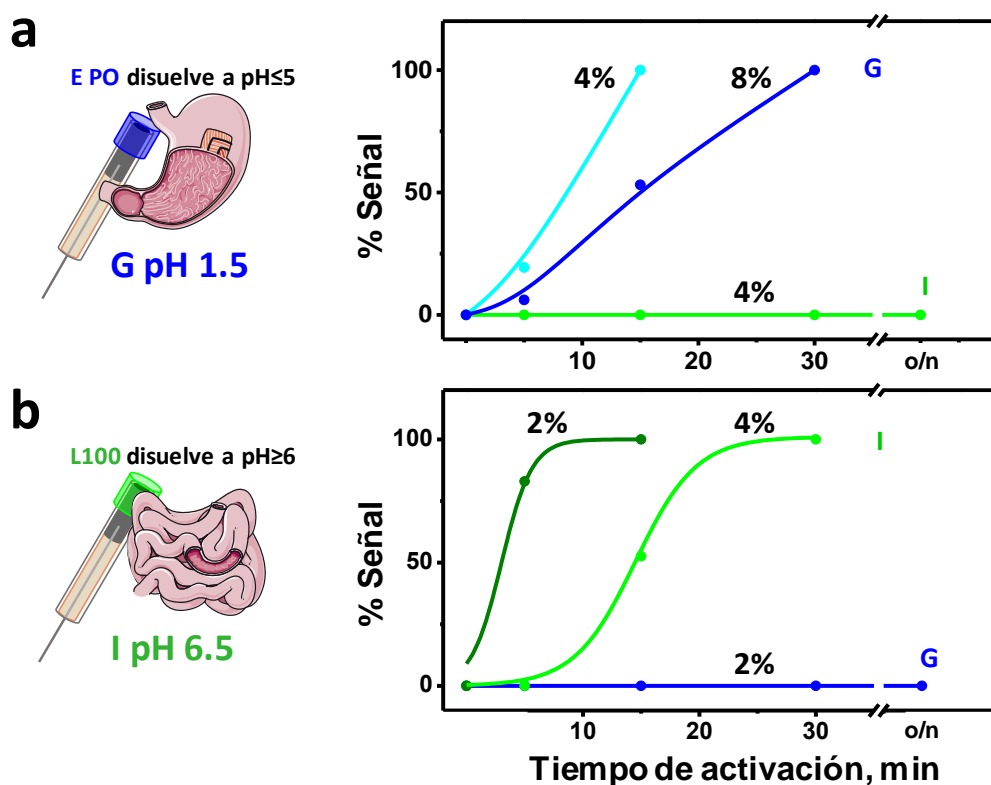 a
E PO disuelve a pH≤5
G pH 1.5
% Señal
100
50
0
4%
8%
G
4%
I
10
20
30
o/n
b
L100 disuelve a pH≥6
I pH 6.5
% Señal
100
50
0
2%
4%
I
2%
G
10
20
30
o/n
Tiempo de activación, min